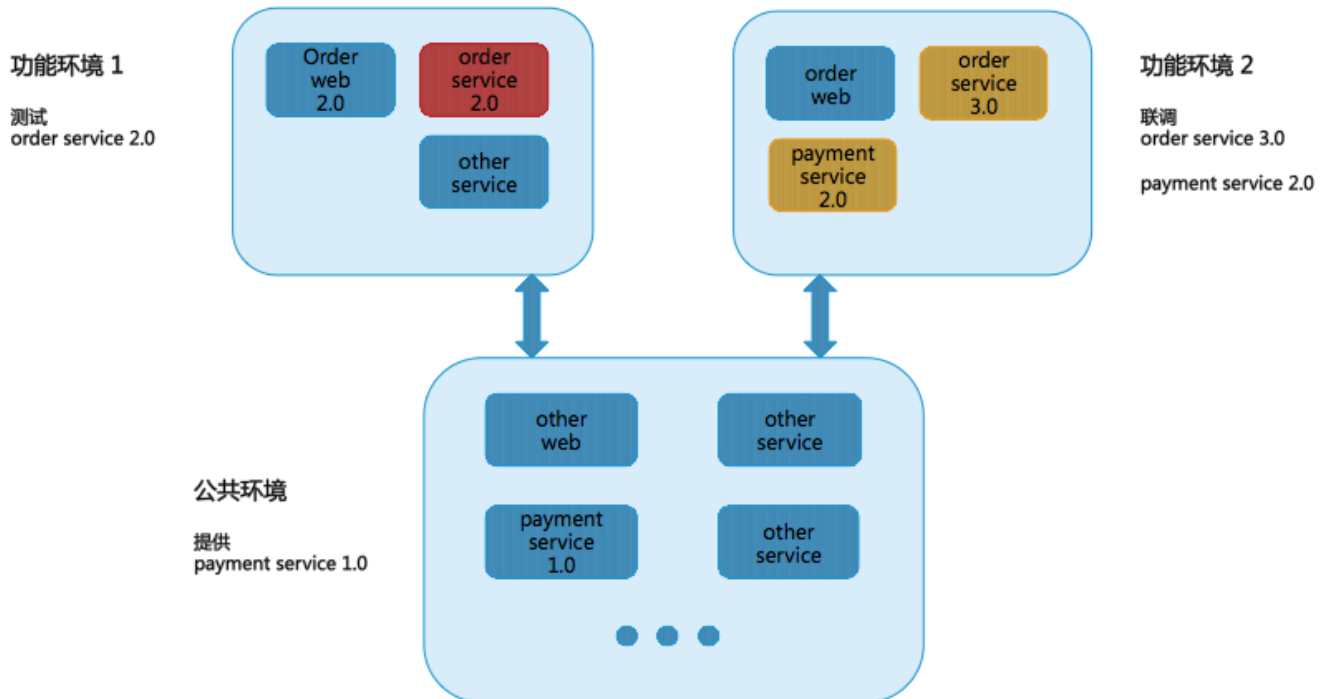 功能环境 1
测试
order service 2.0
Order
web
2.0
order
service
2.0
other
service
order
web
order
service
3.0
payment
service
2.0
功能环境 2
联调
order service 3.0
payment service 2.0
公共环境
提供
payment service 1.0
other
web
other
service
payment
service
1.0
other
service